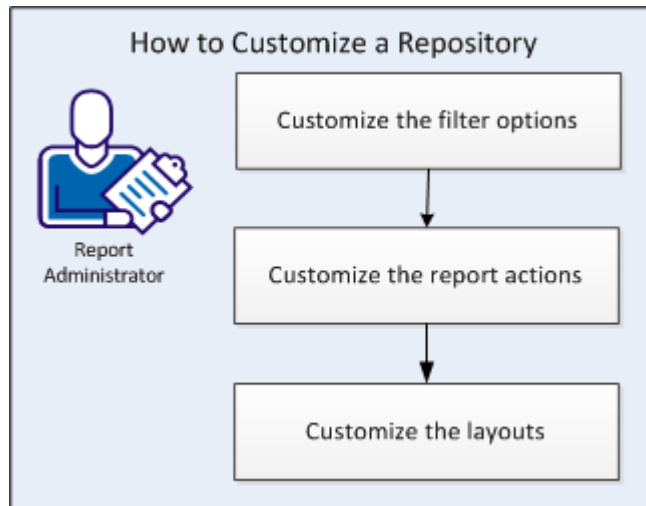 How to Customize a Repository
Customize the filter options
Report
Administrator
Customize the report actions
Customize the layouts